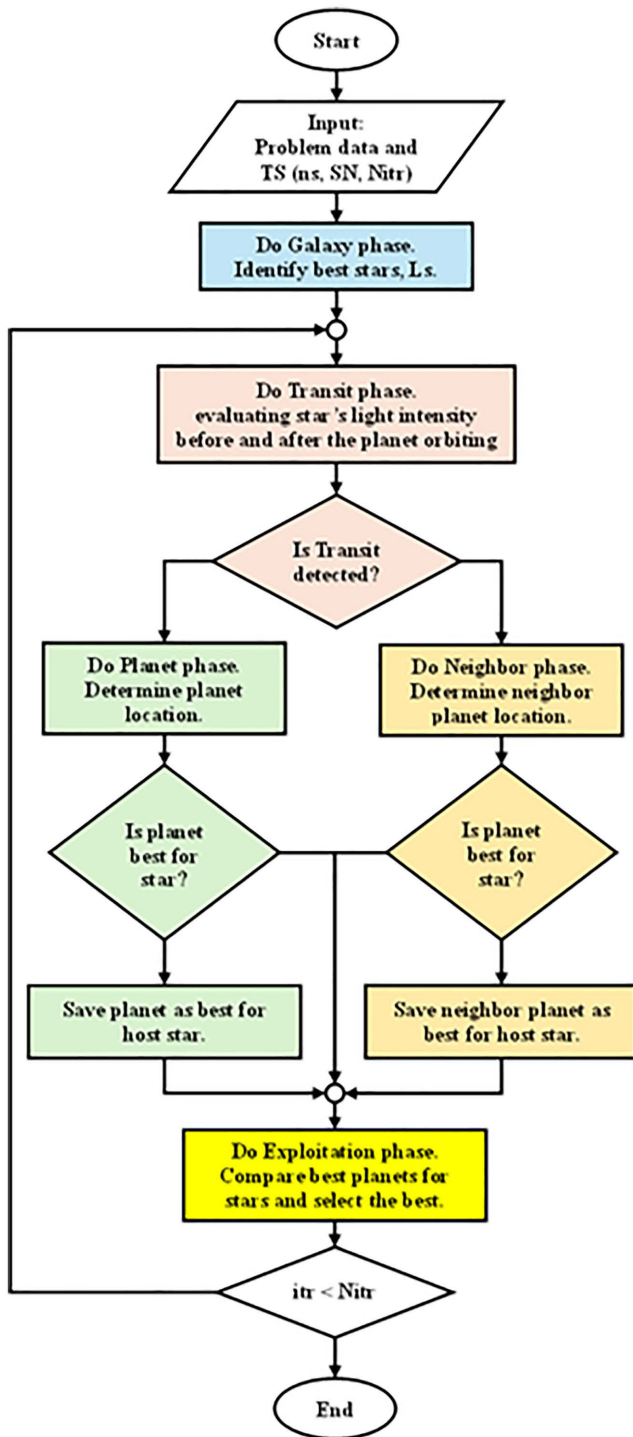 Start
Input:
Problem data and
TS (ns, SN, Nitr)
Do Galaxy phase.
Identify best stars, Ls.
Do Transit phase.
evaluating star's light intensity
before and after the planet orbiting
Is Transit
detected?
Do Planet phase.
Determine planet
location.
Do Neighbor phase.
Determine neighbor
planet location.
Is planet
best for
star?
Is planet
best for
star?
Save planet as best for
host star.
Save neighbor planet as
best for host star.
Do Exploitation phase.
Compare best planets for
stars and select the best.
itr < Nitr
End